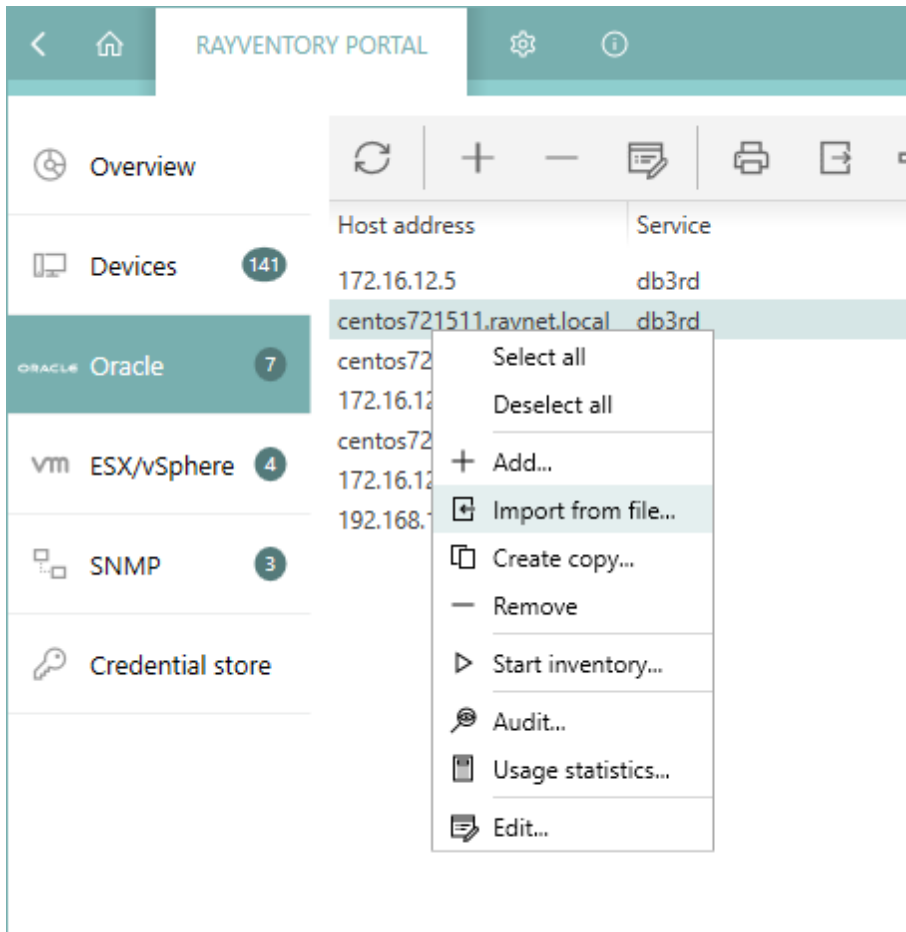 RAYVENTORY PORTAL
Overview
Devices 141
ORACLE Oracle 7
vm ESX/vSphere 4
SNMP 3
Credential store
Host address Service
172.16.12.5 db3rd
centos721511.raynet.local db3rd
centos72
172.16.12
centos72
172.16.12
192.168.
Select all
Deselect all
Add...
Import from file...
Create copy...
Remove
Start inventory...
Audit...
Usage statistics...
Edit...